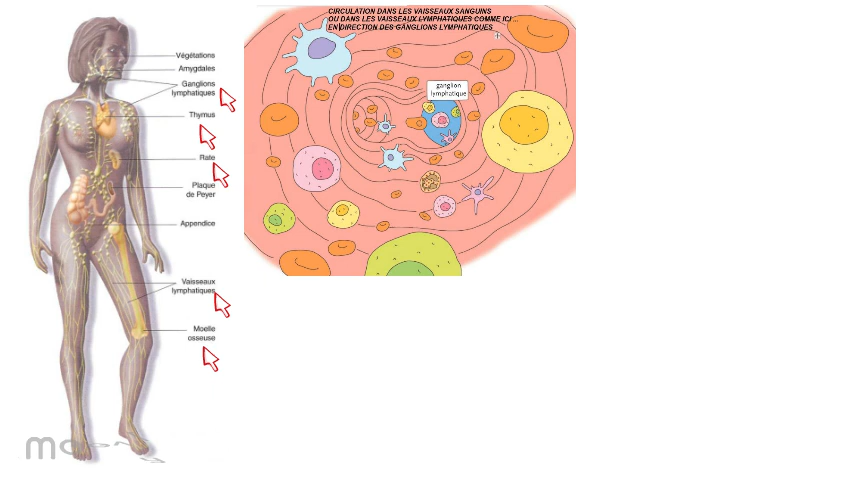 CIRCULATION DANS LES VAISSEAUX SANGUINS
OU DANS LES VAISSEAUX LYMPHATIQUES COMME ICI...
EN DIRECTION DES GANGLIONS LYMPHATIQUES
Végétations
Amygdales
Ganglions
lymphatiques
Thymus
Rate
Plaque
de Peyer
Appendice
Vaisseaux
lymphatiques
Moelle
osseuse
ganglion
lymphatique